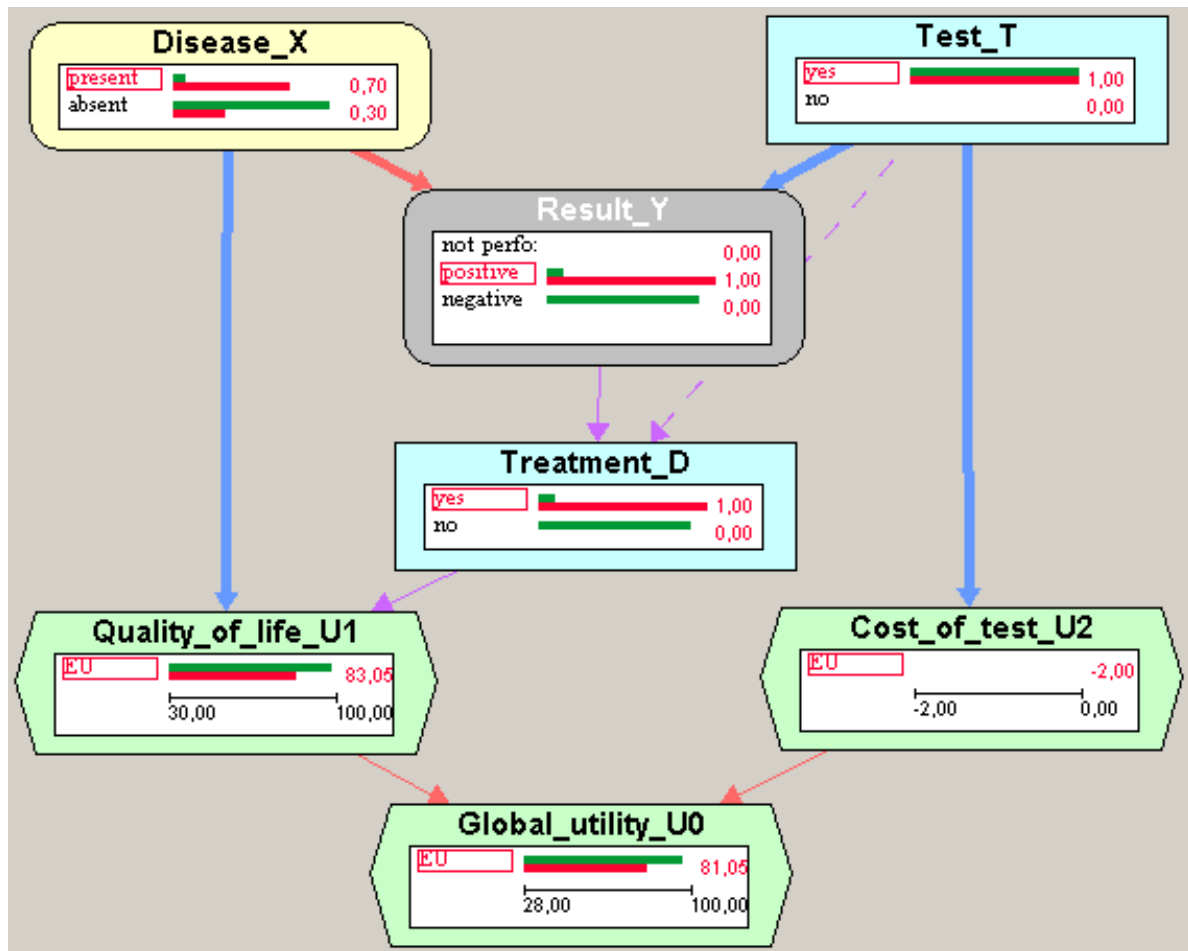 Disease_X
present 0,70
absent 0,30
Test_T
yes 1,00
no 0,00
Result_Y
not perfo: 0,00
positive 1,00
negative 0,00
Treatment_D
yes 1,00
no 0,00
Quality_of_life_U1
EU 83,05
30,00 100,00
Cost_of_test_U2
EU -2,00
-2,00 0,00
Global_utility_U0
EU 81,05
28,00 100,00